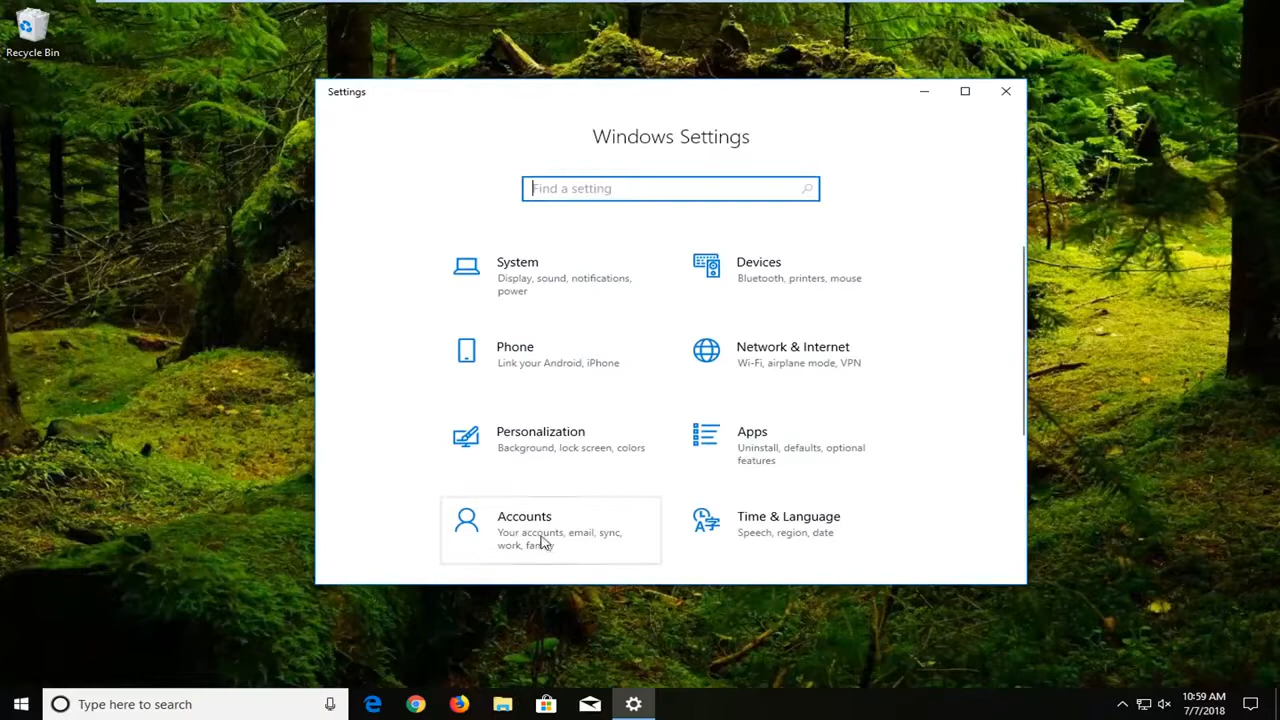 Recycle Bin
Settings
Windows Settings
Find a setting
System
Display, sound, notifications,
power
Devices
Bluetooth, printers, mouse
Phone
Link your Android, iPhone
Network & Internet
Wi-Fi, airplane mode, VPN
Personalization
Background, lock screen, colors
Apps
Uninstall, defaults, optional
features
Accounts
Your accounts, email, sync,
work, family
Time & Language
Speech, region, date
Type here to search
10:59 AM
7/7/2018